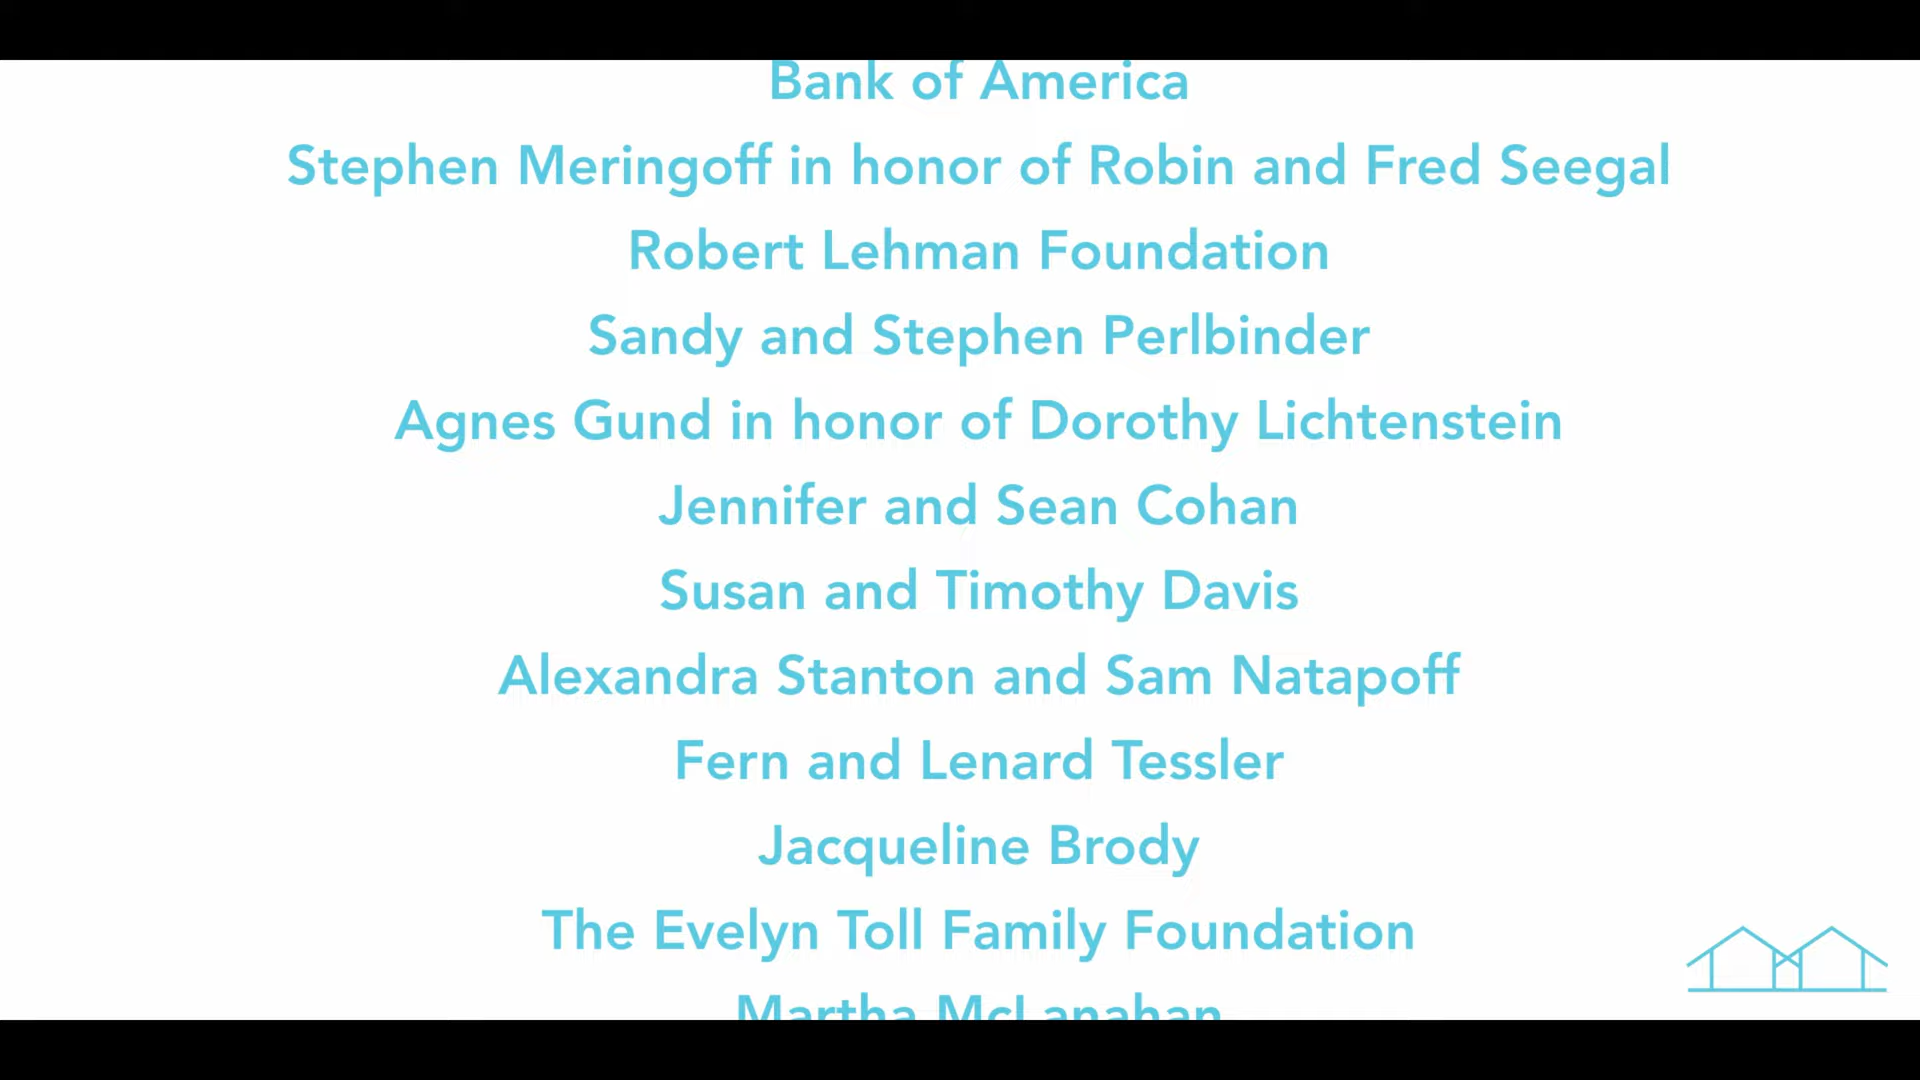 Bank of America
Stephen Meringoff in honor of Robin and Fred Seegal
Robert Lehman Foundation
Sandy and Stephen Perlbinder
Agnes Gund in honor of Dorothy Lichtenstein
Jennifer and Sean Cohan
Susan and Timothy Davis
Alexandra Stanton and Sam Natapoff
Fern and Lenard Tessler
Jacqueline Brody
The Evelyn Toll Family Foundation
Martha McLanahan